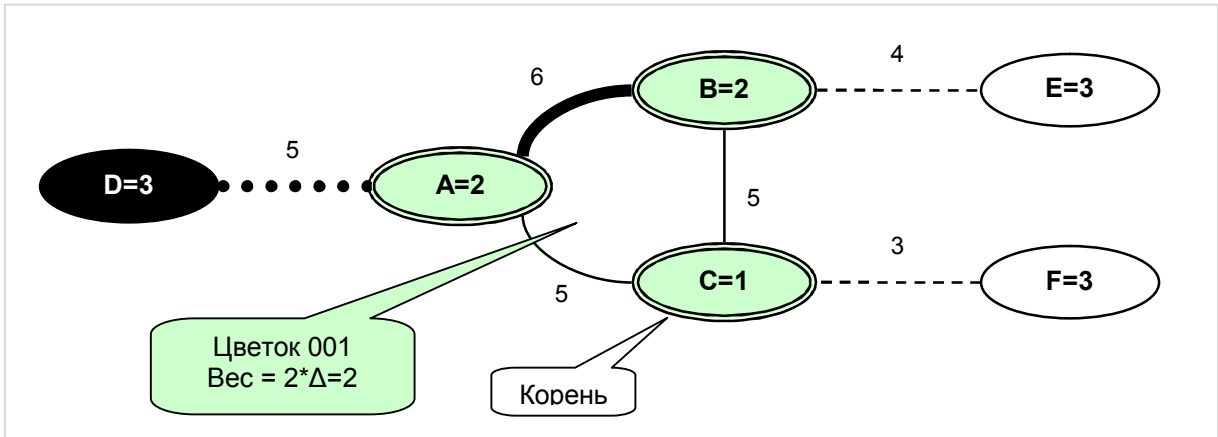 4
6
B=2
E=3
5
D=3
A=2
5
3
5
C=1
F=3
Цветок 001
Вес = 2*Δ=2
Корень